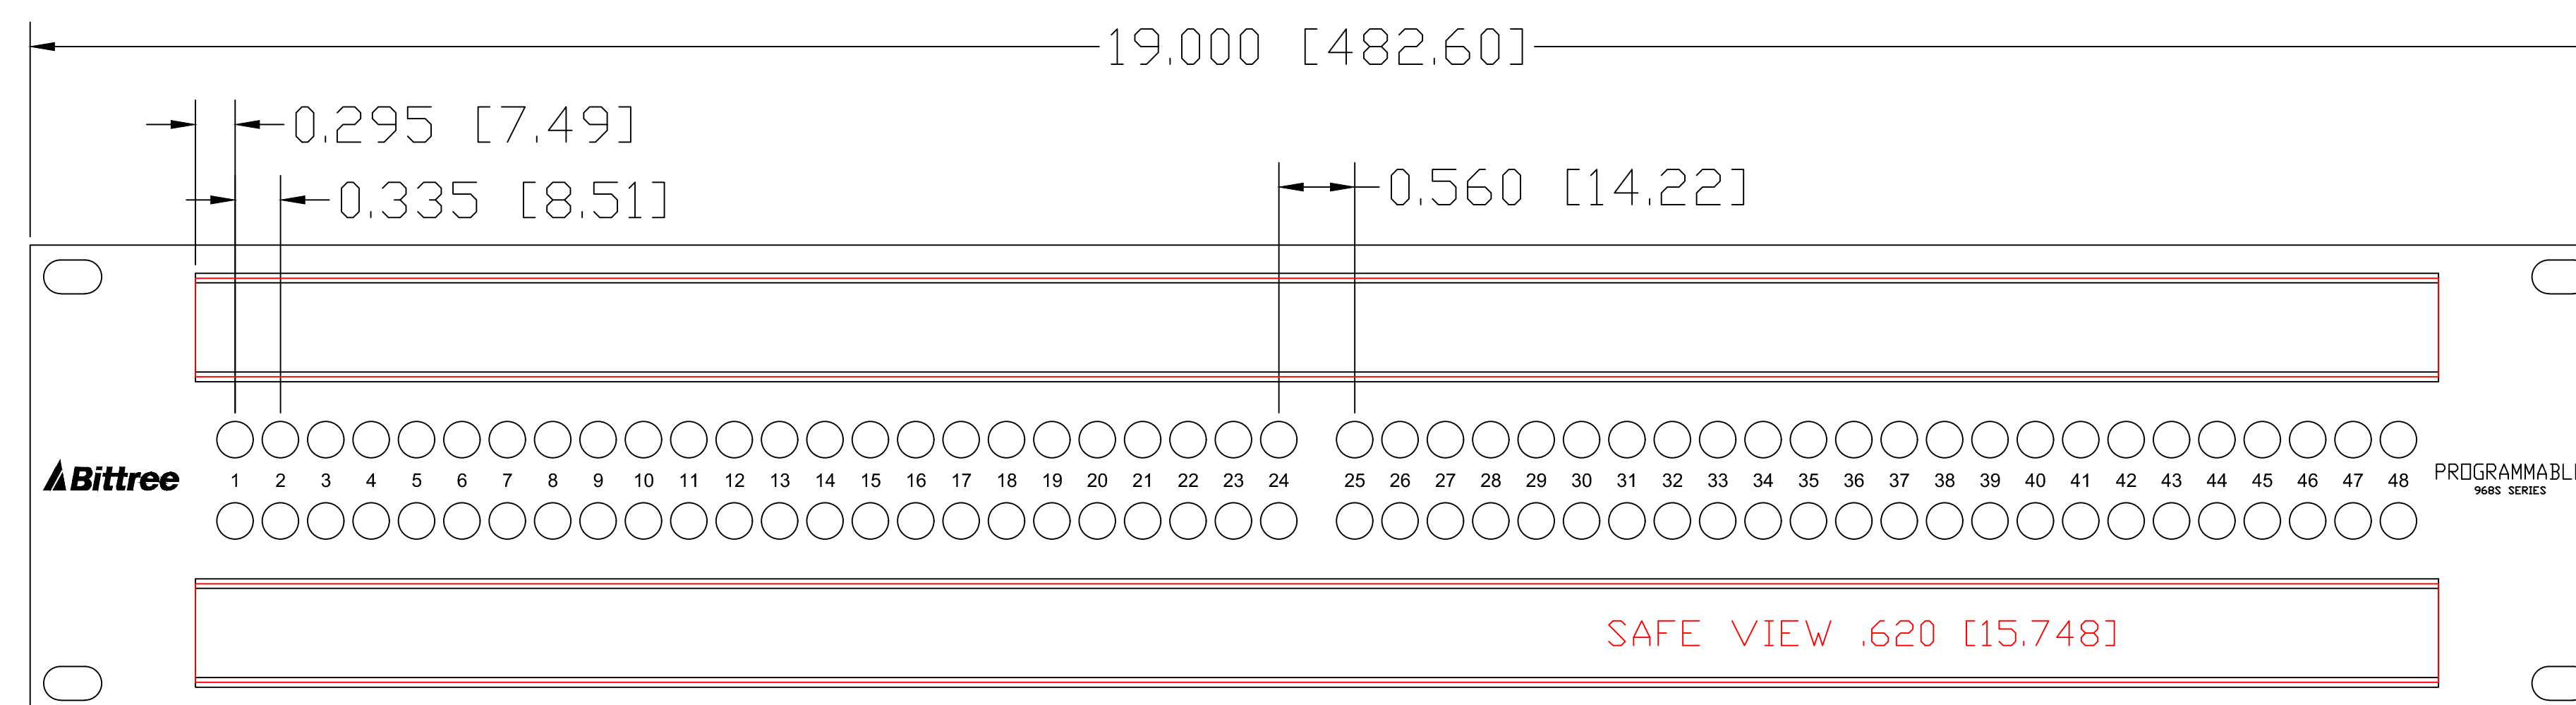 19.000 [482.60]
0.295 [7.49]
0.335 [8.51]
0.560 [14.22]
Bittree
1 2 3 4 5 6 7 8 9 10 11 12 13 14 15 16 17 18 19 20 21 22 23 24 25 26 27 28 29 30 31 32 33 34 35 36 37 38 39 40 41 42 43 44 45 46 47 48
PROGRAMMABLE
968S SERIES
SAFE VIEW .620 [15.748]